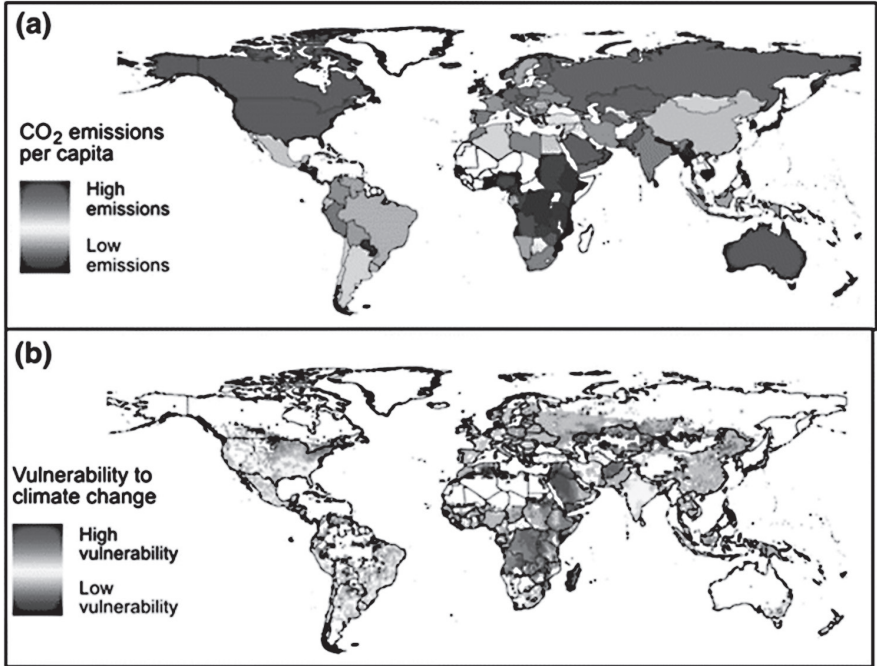 (a)
CO₂ emissions
per capita
High
emissions
Low
emissions
(b)
Vulnerability to
climate change
High
vulnerability
Low
vulnerability